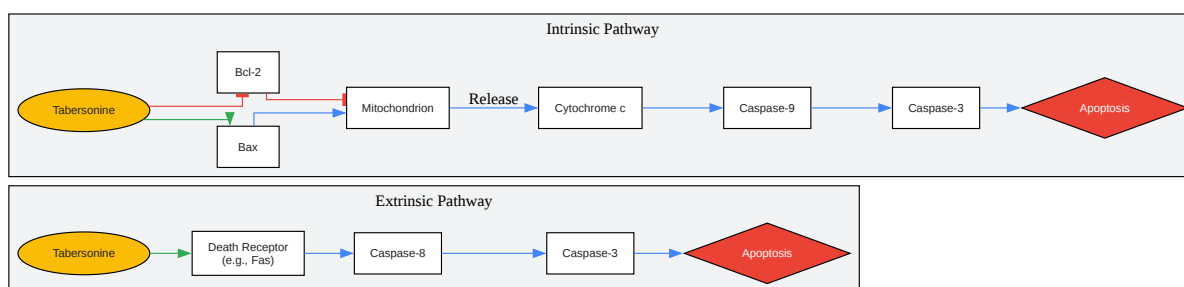 Intrinsic Pathway
Bcl-2
Tabersonine
Mitochondrion
Release
Cytochrome c
Caspase-9
Caspase-3
Apoptosis
Bax
Extrinsic Pathway
Tabersonine
Death Receptor
(e.g., Fas)
Caspase-8
Caspase-3
Apoptosis